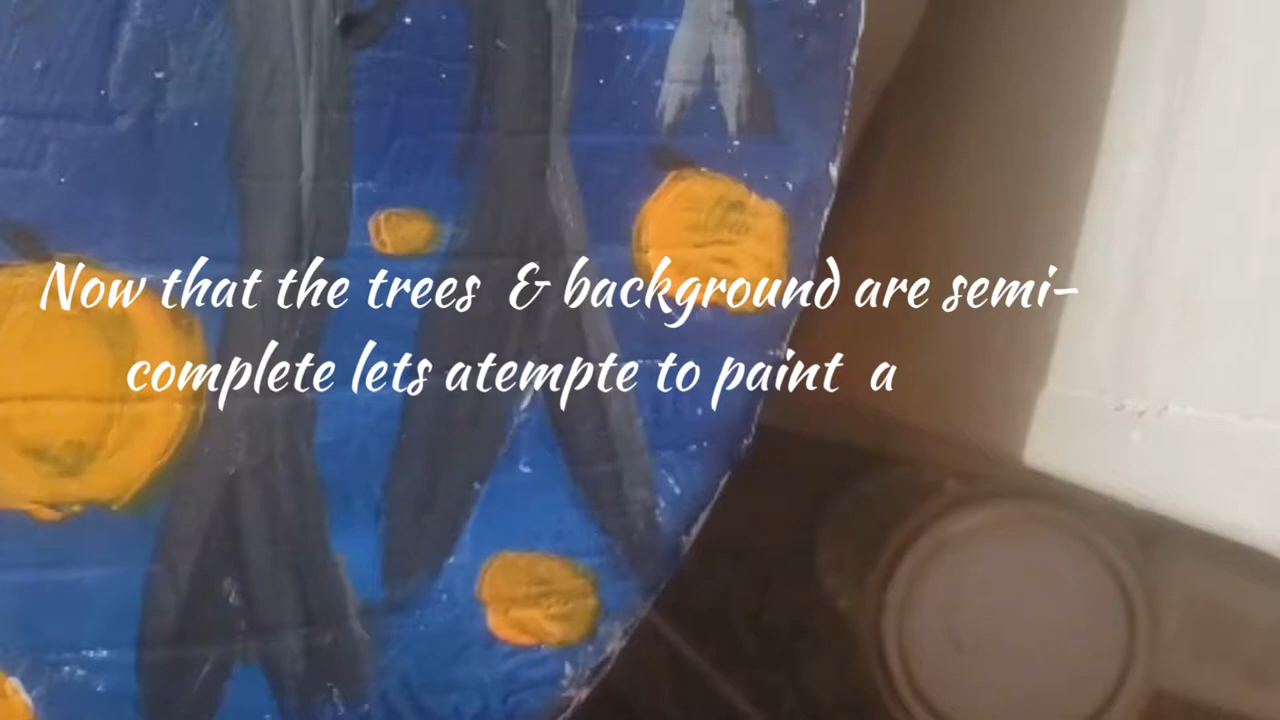 Now that the trees & background are semi-
complete lets atempte to paint a